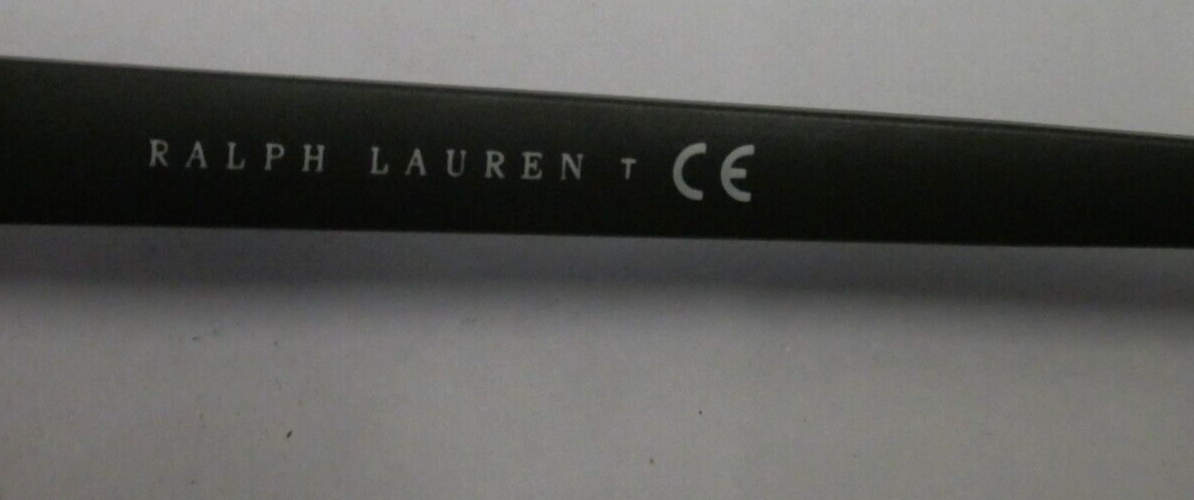 RALPH LAUREN T CE